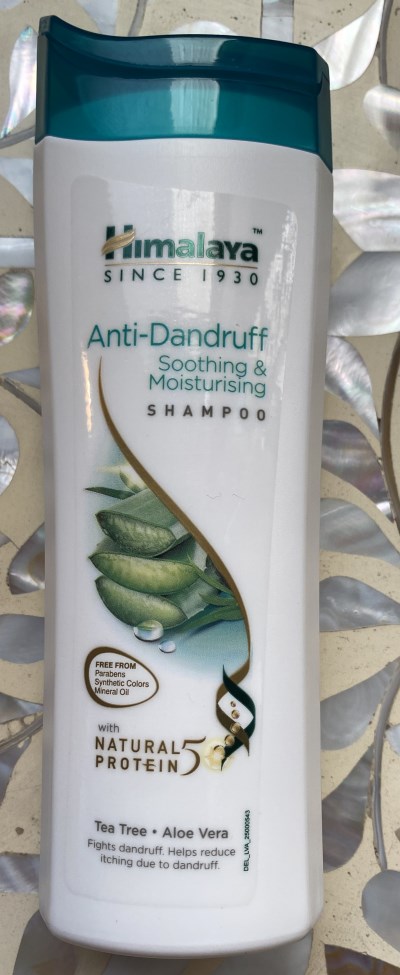 Himalaya™
SINCE 1930
Anti-Dandruff
Soothing &
Moisturising
SHAMPOO
FREE FROM
Parabens
Synthetic Colors
Mineral Oil
with
NATURAL
PROTEIN 5
Tea Tree • Aloe Vera
Fights dandruff. Helps reduce
itching due to dandruff.
DEL_LVA_25000543